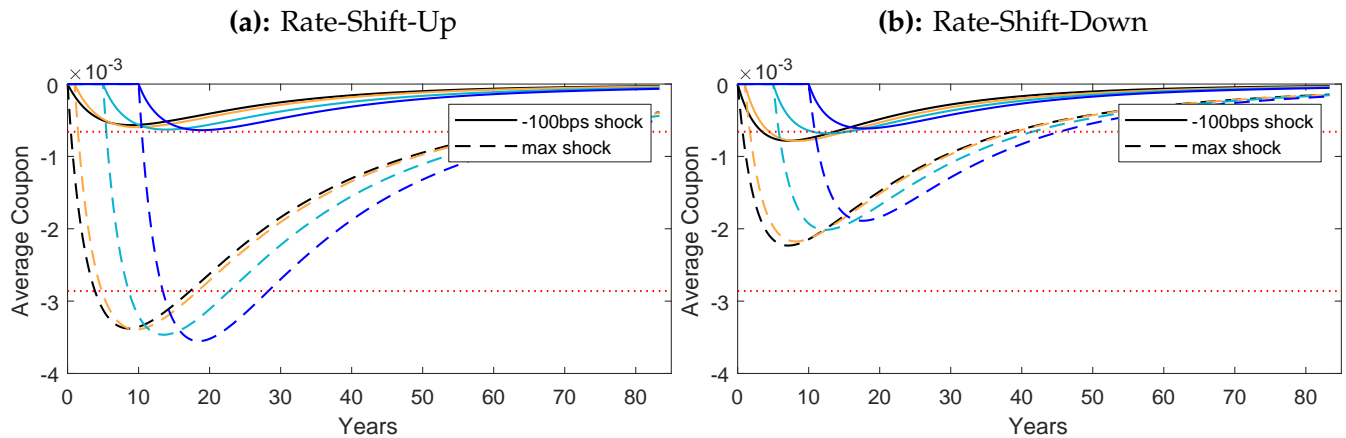 (a): Rate-Shift-Up
× 10^-3
0
-1
-2
-3
-4
Average Coupon
0 10 20 30 40 50 60 70 80
Years
-100bps shock
max shock
(b): Rate-Shift-Down
× 10^-3
0
-1
-2
-3
-4
Average Coupon
0 10 20 30 40 50 60 70 80
Years
-100bps shock
max shock